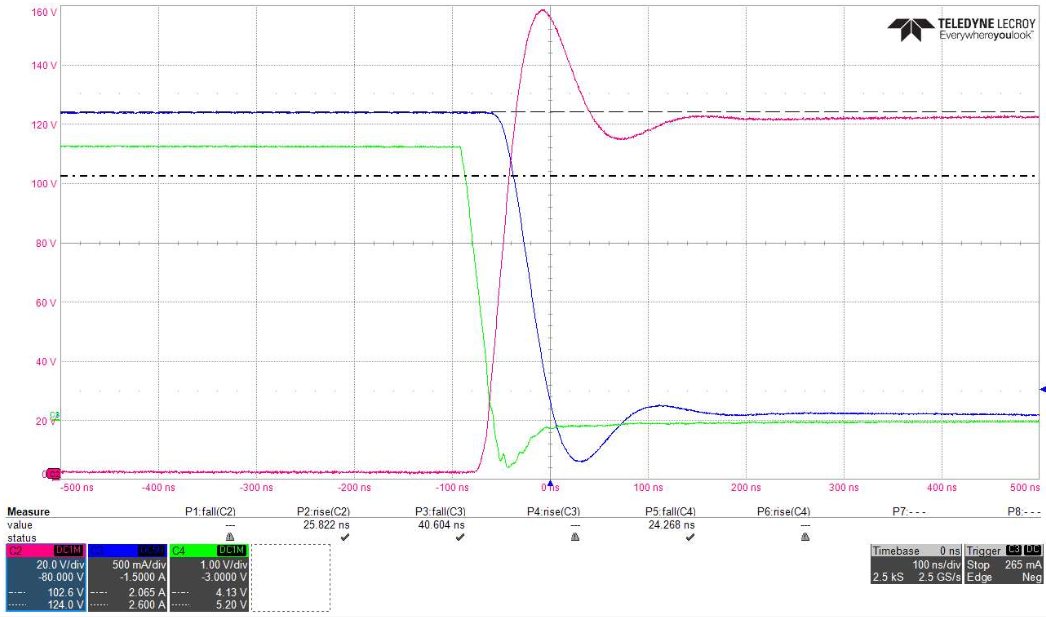 160 V
TELEDYNE LECROY
Everywhereyoulook™
140 V
120 V
100 V
80 V
60 V
40 V
20 V
-500 ns -400 ns -300 ns -200 ns -100 ns 0 ns 100 ns 200 ns 300 ns 400 ns 500 ns
Measure P1:fall(C2) P2:rise(C2) P3:fall(C3) P4:rise(C3) P5:fall(C4) P6:rise(C4) P7:- - - P8:- - -
value --- 25.822 ns 40.604 ns --- 24.268 ns ---
status
C2 DC1M C4 DC1M Timebase 0 ns Trigger C3 DC
20.0 V/div 500 mA/div 1.00 V/div 100 ns/div Stop 265 mA
-80.000 V -1.5000 A -3.0000 V 2.5 kS 2.5 GS/s Edge Neg
102.6 V 2.065 A 4.13 V
124.0 V 2.600 A 5.20 V